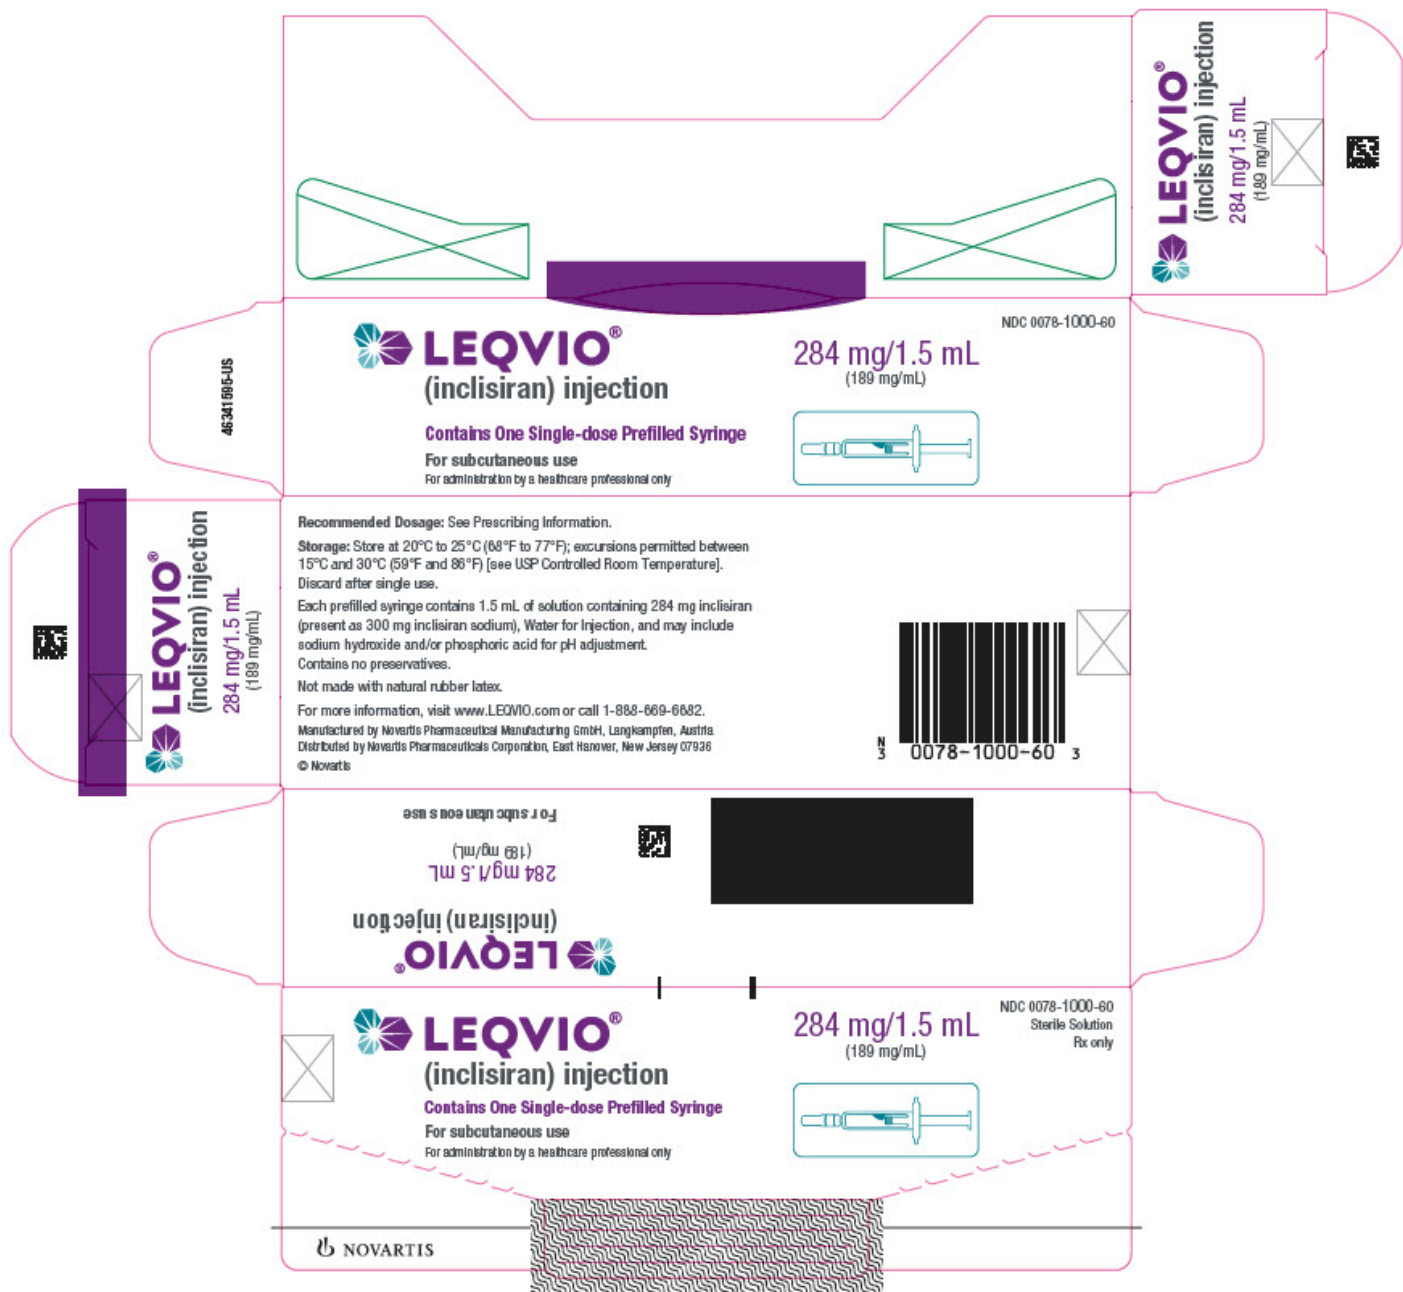 LEQVIO®
(inclisiran) injection
284 mg/1.5 mL
(189 mg/mL)
NDC 0078-1000-60
LEQVIO®
(inclisiran) injection
284 mg/1.5 mL
(189 mg/mL)
Contains One Single-dose Prefilled Syringe
For subcutaneous use
For administration by a healthcare professional only
46341595-US
LEQVIO®
(inclisiran) injection
284 mg/1.5 mL
(189 mg/mL)
Recommended Dosage: See Prescribing Information.
Storage: Store at 20°C to 25°C (68°F to 77°F); excursions permitted between
15°C and 30°C (59°F and 86°F) [see USP Controlled Room Temperature].
Discard after single use.
Each prefilled syringe contains 1.5 mL of solution containing 284 mg inclisiran
(present as 300 mg inclisiran sodium), Water for Injection, and may include
sodium hydroxide and/or phosphoric acid for pH adjustment.
Contains no preservatives.
Not made with natural rubber latex.
For more information, visit www.LEQVIO.com or call 1-888-669-6682.
Manufactured by Novartis Pharmaceutical Manufacturing GmbH, Langkampfen, Austria
Distributed by Novartis Pharmaceuticals Corporation, East Hanover, New Jersey 07936
© Novartis
N
3 0078-1000-60 3
LEQVIO®
(inclisiran) injection
284 mg/1.5 mL
(189 mg/mL)
For subcutaneous use
LEQVIO®
(inclisiran) injection
284 mg/1.5 mL
(189 mg/mL)
NDC 0078-1000-60
Sterile Solution
Rx only
Contains One Single-dose Prefilled Syringe
For subcutaneous use
For administration by a healthcare professional only
NOVARTIS